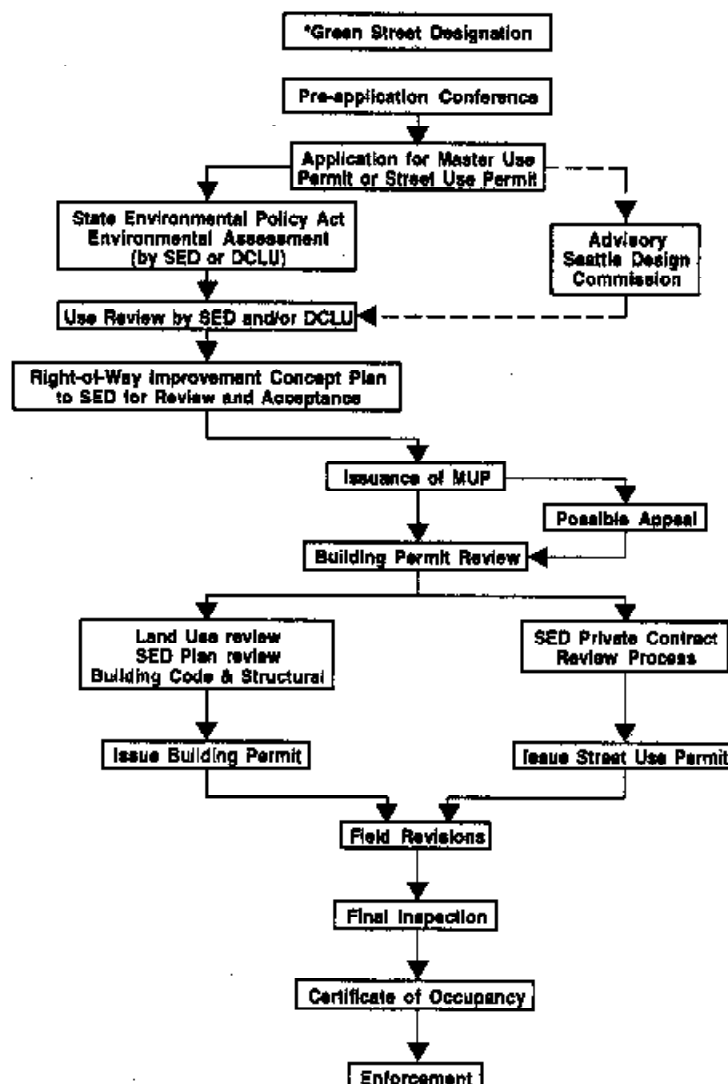 *Green Street Designation
Pre-application Conference
Application for Master Use
Permit or Street Use Permit
State Environmental Policy Act
Environmental Assessment
(by SED or DCLU)
Advisory
Seattle Design
Commission
Use Review by SED and/or DCLU
Right-of-Way Improvement Concept Plan
to SED for Review and Acceptance
Issuance of MUP
Possible Appeal
Building Permit Review
Land Use review
SED Plan review
Building Code & Structural
SED Private Contract
Review Process
Issue Building Permit
Issue Street Use Permit
Field Revisions
Final Inspection
Certificate of Occupancy
Enforcement